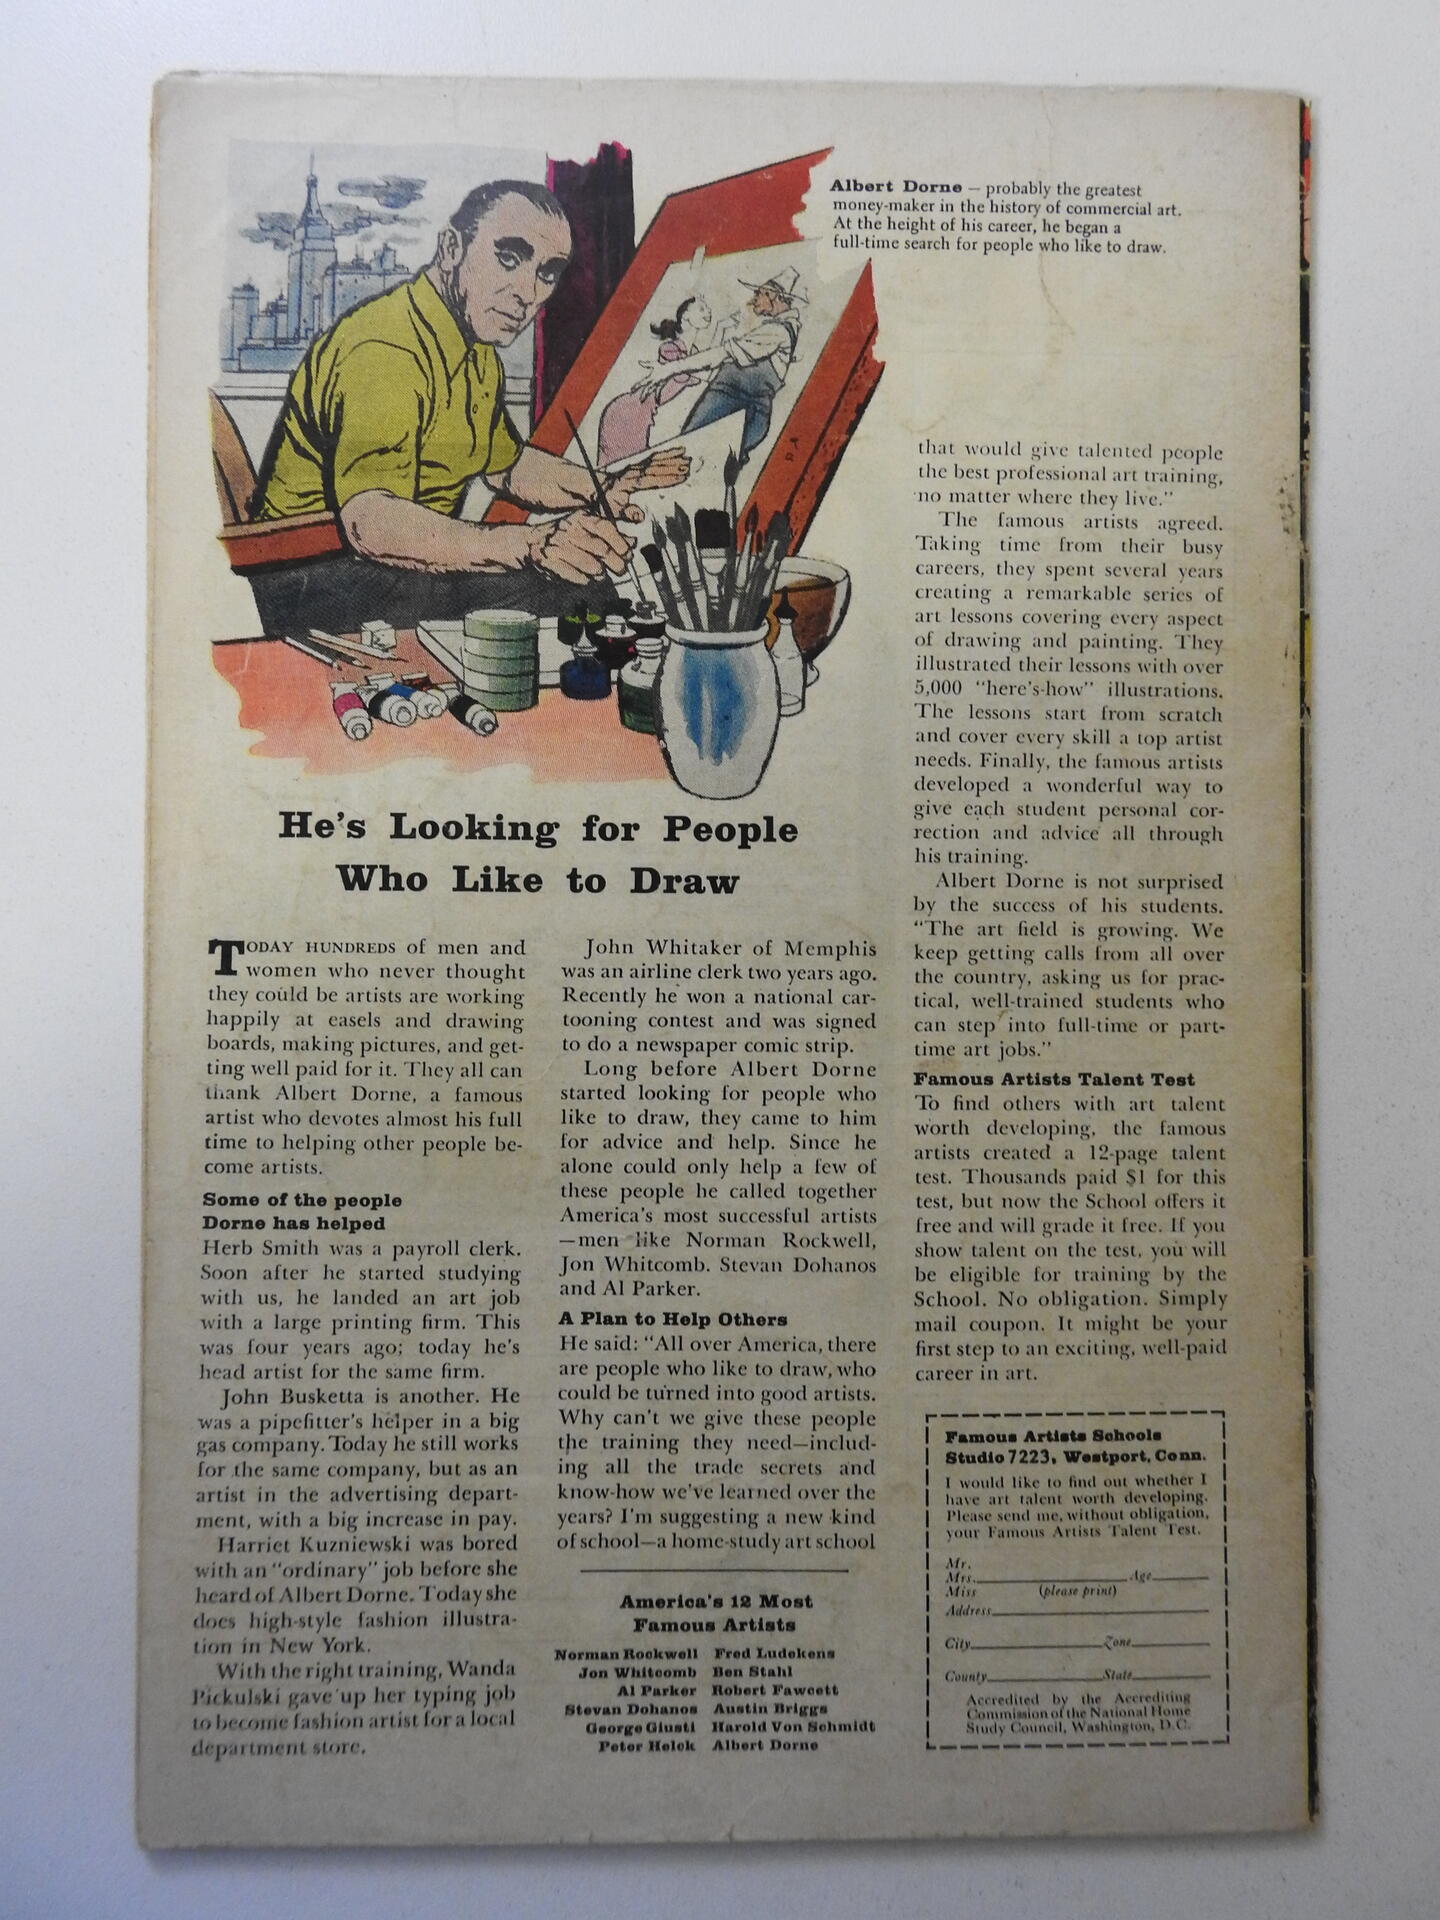 Albert Dorne — probably the greatest
money-maker in the history of commercial art.
At the height of his career, he began a
full-time search for people who like to draw.
He's Looking for People
Who Like to Draw
TODAY HUNDREDS of men and
women who never thought
they could be artists are working
happily at easels and drawing
boards, making pictures, and get-
ting well paid for it. They all can
thank Albert Dorne, a famous
artist who devotes almost his full
time to helping other people be-
come artists.
Some of the people
Dorne has helped
Herb Smith was a payroll clerk.
Soon after he started studying
with us, he landed an art job
with a large printing firm. This
was four years ago; today he's
head artist for the same firm.
John Busketta is another. He
was a pipefitter's helper in a big
gas company. Today he still works
for the same company, but as an
artist in the advertising depart-
ment, with a big increase in pay.
Harriet Kuzniewski was bored
with an "ordinary" job before she
heard of Albert Dorne. Today she
does high-style fashion illustra-
tion in New York.
With the right training, Wanda
Pickulski gave up her typing job
to become fashion artist for a local
department store.
John Whitaker of Memphis
was an airline clerk two years ago.
Recently he won a national car-
tooning contest and was signed
to do a newspaper comic strip.
Long before Albert Dorne
started looking for people who
like to draw, they came to him
for advice and help. Since he
alone could only help a few of
these people he called together
America's most successful artists
—men like Norman Rockwell,
Jon Whitcomb. Stevan Dohanos
and Al Parker.
A Plan to Help Others
He said: "All over America, there
are people who like to draw, who
could be turned into good artists.
Why can't we give these people
the training they need—includ-
ing all the trade secrets and
know-how we've learned over the
years? I'm suggesting a new kind
of school—a home-study art school
America's 12 Most
Famous Artists
Norman Rockwell Fred Ludekens
Jon Whitcomb Ben Stahl
Al Parker Robert Fawcett
Stevan Dohanos Austin Briggs
George Giusti Harold Von Schmidt
Peter Helck Albert Dorne
that would give talented people
the best professional art training,
no matter where they live."
The famous artists agreed.
Taking time from their busy
careers, they spent several years
creating a remarkable series of
art lessons covering every aspect
of drawing and painting. They
illustrated their lessons with over
5,000 "here's-how" illustrations.
The lessons start from scratch
and cover every skill a top artist
needs. Finally, the famous artists
developed a wonderful way to
give each student personal cor-
rection and advice all through
his training.
Albert Dorne is not surprised
by the success of his students.
"The art field is growing. We
keep getting calls from all over
the country, asking us for prac-
tical, well-trained students who
can step into full-time or part-
time art jobs."
Famous Artists Talent Test
To find others with art talent
worth developing, the famous
artists created a 12-page talent
test. Thousands paid $1 for this
test, but now the School offers it
free and will grade it free. If you
show talent on the test, you will
be eligible for training by the
School. No obligation. Simply
mail coupon. It might be your
first step to an exciting, well-paid
career in art.
Famous Artists Schools
Studio 7223, Westport, Conn.
I would like to find out whether I
have art talent worth developing.
Please send me, without obligation,
your Famous Artists Talent Test.
Mr.
Mrs. Age
Miss (please print)
Address
City Zone
County State
Accredited by the Accrediting
Commission of the National Home
Study Council, Washington, D.C.